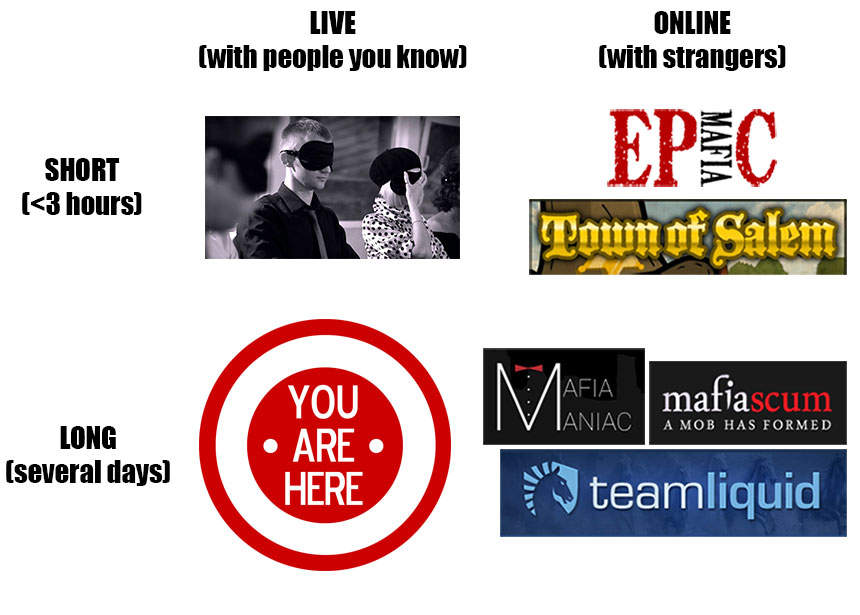 LIVE
(with people you know)
ONLINE
(with strangers)
SHORT
(<3 hours)
EPIC
MAFIA
Town of Salem
LONG
(several days)
YOU
• ARE •
HERE
MAFIA
MANIAC
mafiascum
A MOB HAS FORMED
teamliquid